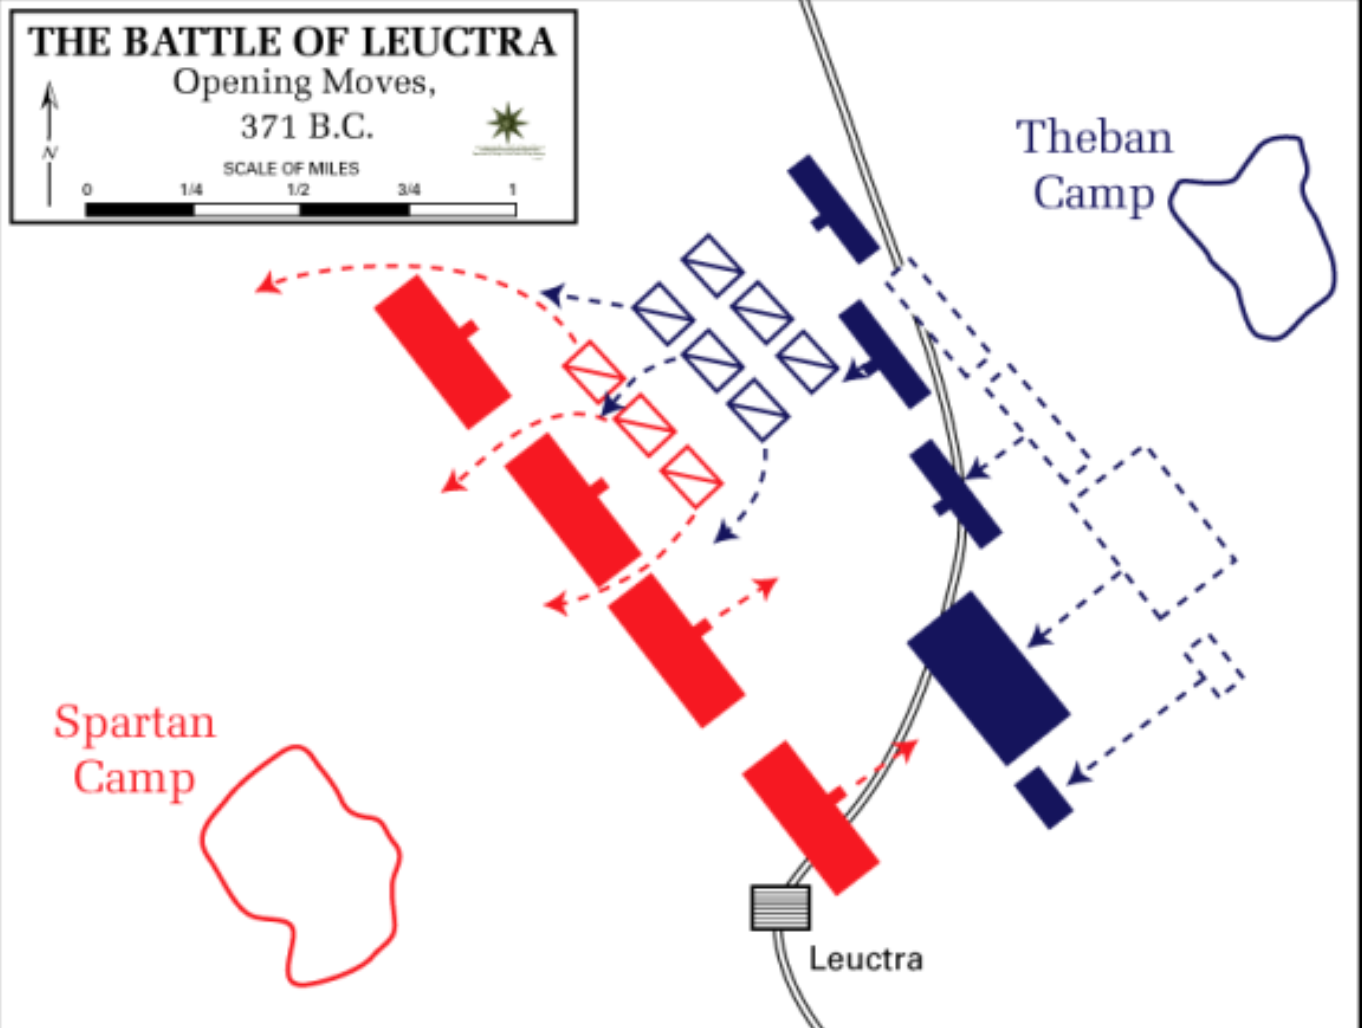 THE BATTLE OF LEUCTRA
Opening Moves,
371 B.C.
SCALE OF MILES
0 1/4 1/2 3/4 1
N
Theban
Camp
Spartan
Camp
Leuctra